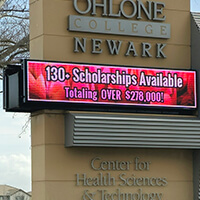 OHLONE
COLLEGE
NEWARK
130+ Scholarships Available
Totaling OVER $278,000!
Center for
Health Sciences
& Technology